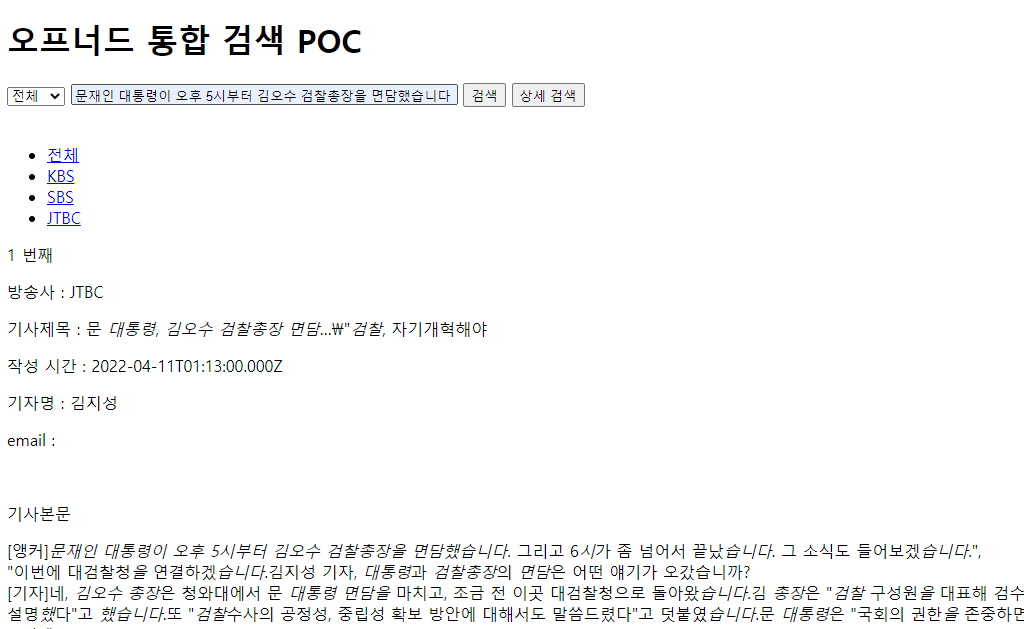 오프너드 통합 검색 POC
전체 문재인 대통령이 오후 5시부터 김오수 검찰총장을 면담했습니다 검색 상세 검색
전체
KBS
SBS
JTBC
1 번째
방송사 : JTBC
기사제목 : 문 대통령, 김오수 검찰총장 면담...₩"검찰, 자기개혁해야
작성 시간 : 2022-04-11T01:13:00.000Z
기자명 : 김지성
email :
기사본문
[앵커]문재인 대통령이 오후 5시부터 김오수 검찰총장을 면담했습니다. 그리고 6시가 좀 넘어서 끝났습니다. 그 소식도 들어보겠습니다.",
"이번에 대검찰청을 연결하겠습니다.김지성 기자, 대통령과 검찰총장의 면담은 어떤 얘기가 오갔습니까?
[기자]네, 김오수 총장은 청와대에서 문 대통령 면담을 마치고, 조금 전 이곳 대검찰청으로 돌아왔습니다.김 총장은 "검찰 구성원을 대표해 검수
설명했다"고 했습니다.또 "검찰수사의 공정성, 중립성 확보 방안에 대해서도 말씀드렸다"고 덧붙였습니다.문 대통령은 "국회의 권한을 존중하면